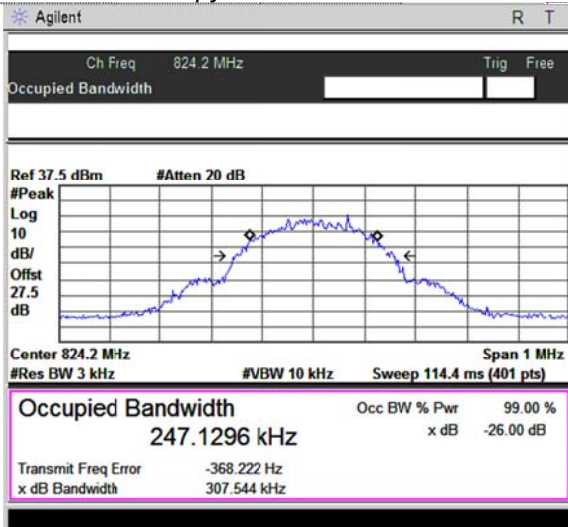 Agilent R T
Ch Freq 824.2 MHz Trig Free
Occupied Bandwidth
Ref 37.5 dBm #Atten 20 dB
#Peak
Log
10
dB/
Offst
27.5
dB
Center 824.2 MHz Span 1 MHz
#Res BW 3 kHz #VBW 10 kHz Sweep 114.4 ms (401 pts)
Occupied Bandwidth Occ BW % Pwr 99.00 %
247.1296 kHz x dB -26.00 dB
Transmit Freq Error -368.222 Hz
x dB Bandwidth 307.544 kHz